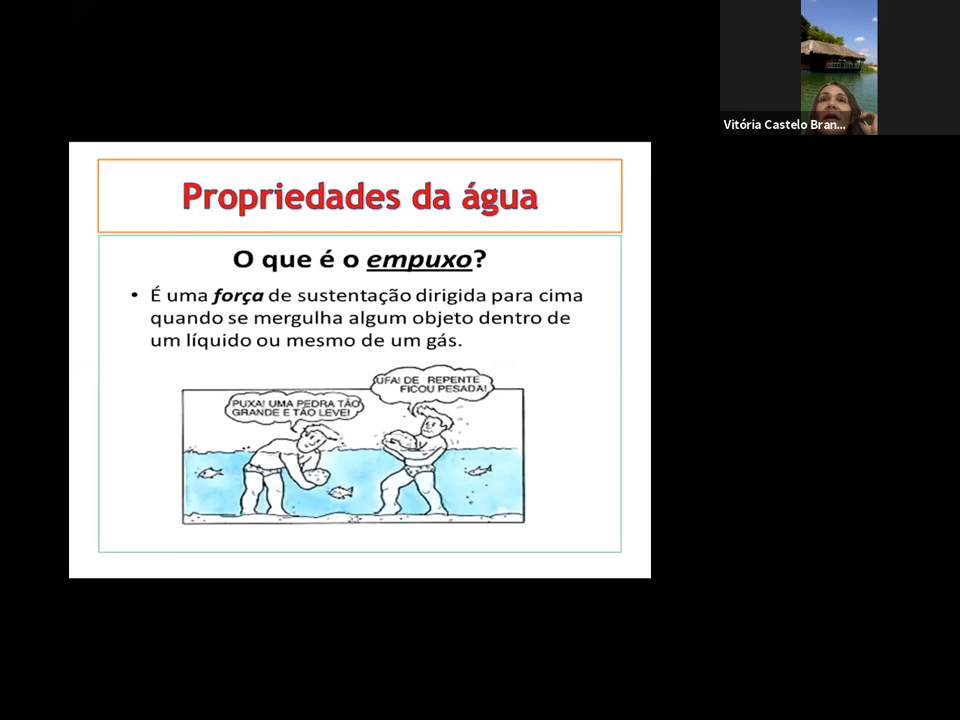 Vitória Castelo Bran...
Propriedades da água
O que é o empuxo?
• É uma força de sustentação dirigida para cima
quando se mergulha algum objeto dentro de
um líquido ou mesmo de um gás.
PUXA! UMA PEDRA TÃO
GRANDE E TÃO LEVE!
UFA! DE REPENTE
FICOU PESADA!